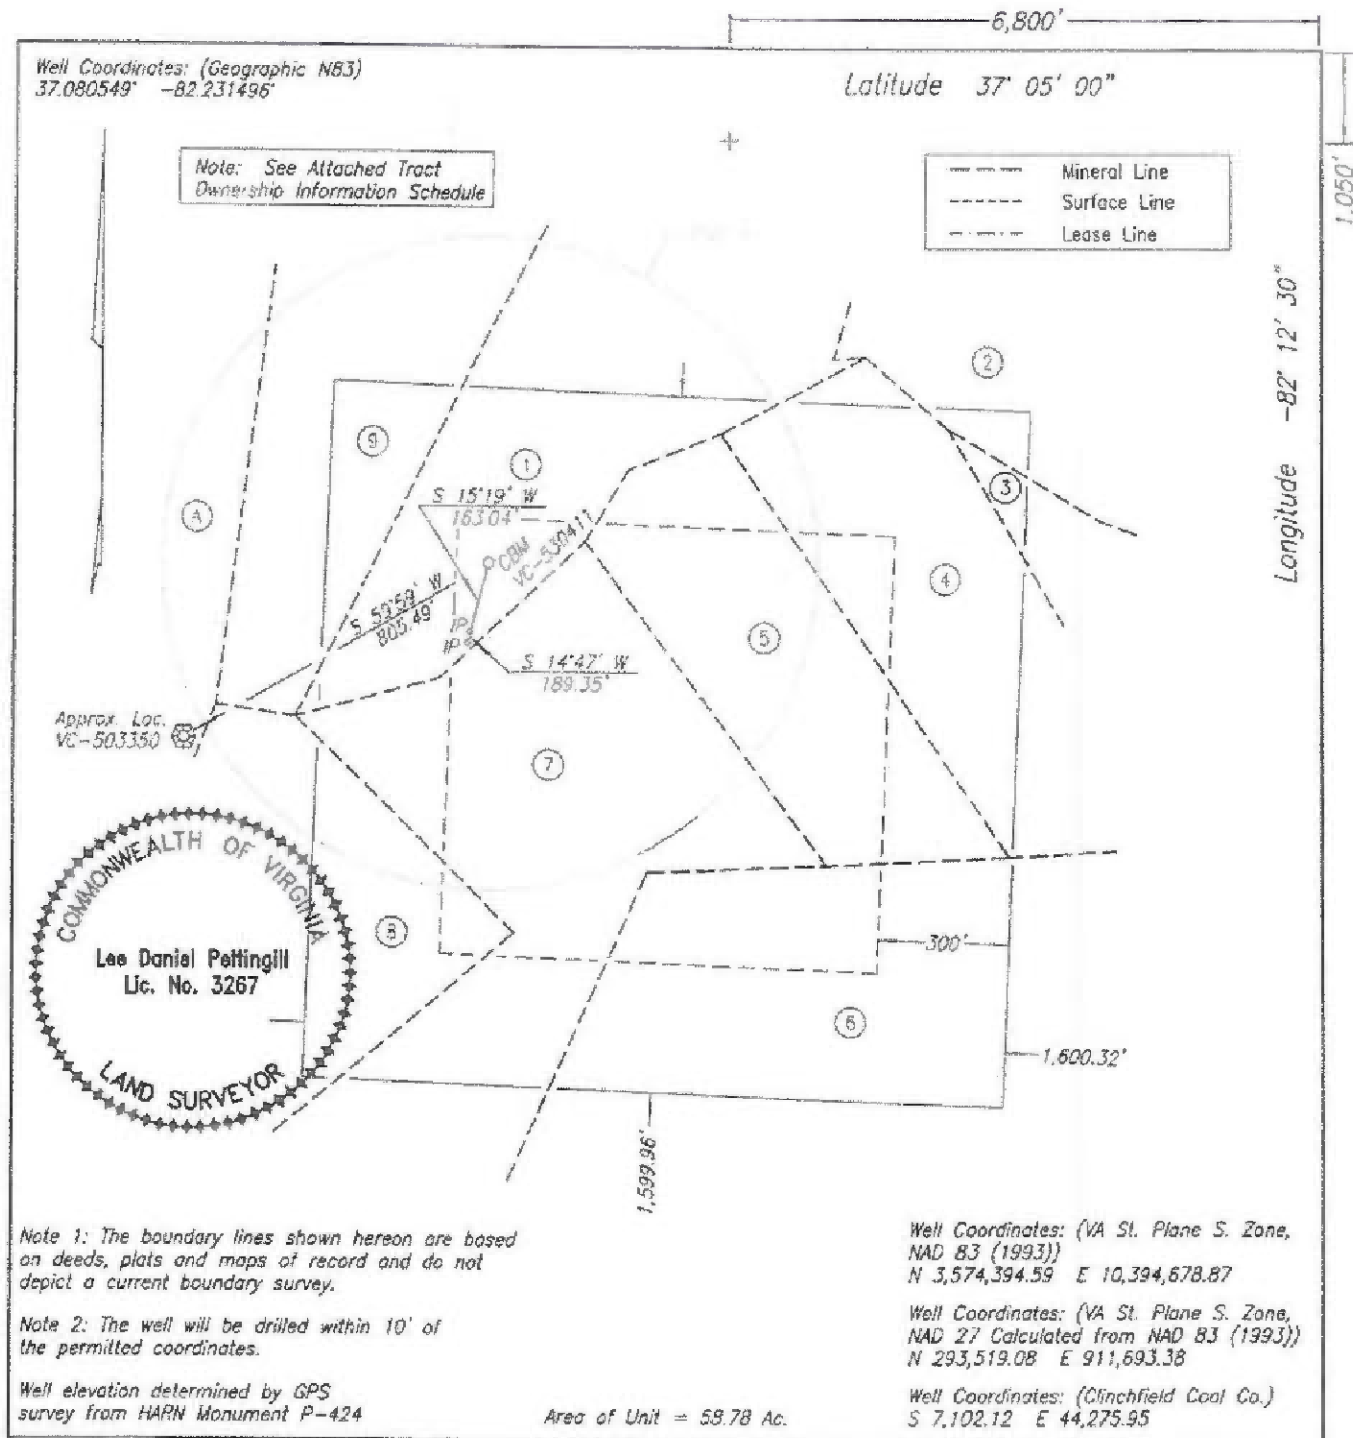 6,800'
Well Coordinates: (Geographic N83)
37.080549° -82.231496°
Latitude 37° 05' 00"
1,050'
Note: See Attached Tract
Ownership Information Schedule
Mineral Line
Surface Line
Lease Line
Longitude -82° 12' 30"
2
9
1
3
S 15°19' W
163.04'
A
CBM
VC-530411
4
S 59°59' W
805.49'
IP
IP
5
S 14°47' W
189.35'
Approx. Loc.
VC-503350
7
COMMONWEALTH OF VIRGINIA
Lee Daniel Pettingill
Lic. No. 3267
LAND SURVEYOR
8
300'
6
1,600.32'
1,599.96'
Note 1: The boundary lines shown hereon are based
on deeds, plats and maps of record and do not
depict a current boundary survey.
Note 2: The well will be drilled within 10' of
the permitted coordinates.
Well elevation determined by GPS
survey from HARN Monument P-424
Area of Unit = 58.78 Ac.
Well Coordinates: (VA St. Plane S. Zone,
NAD 83 (1993))
N 3,574,394.59 E 10,394,678.87
Well Coordinates: (VA St. Plane S. Zone,
NAD 27 Calculated from NAD 83 (1993))
N 293,519.08 E 911,693.38
Well Coordinates: (Clinchfield Coal Co.)
S 7,102.12 E 44,275.95